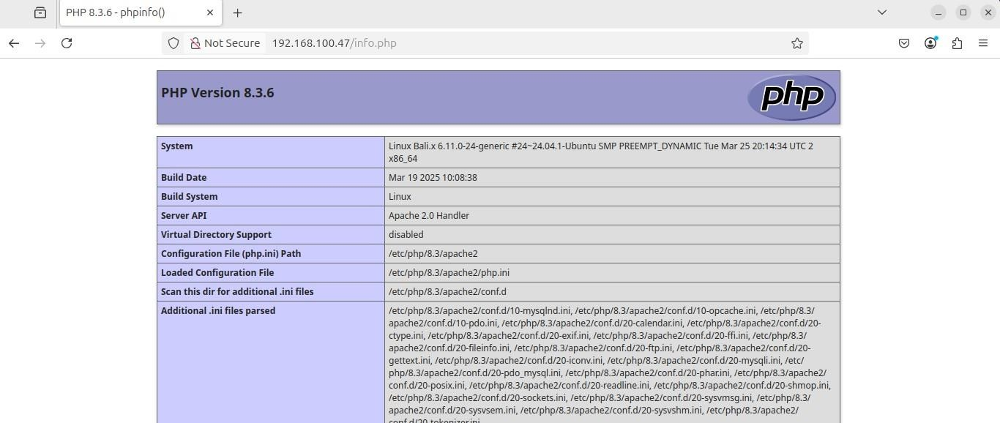 PHP 8.3.6 - phpinfo()
Not Secure 192.168.100.47/info.php
PHP Version 8.3.6
php
System
Linux Bali.x 6.11.0-24-generic #24~24.04.1-Ubuntu SMP PREEMPT_DYNAMIC Tue Mar 25 20:14:34 UTC 2
x86_64
Build Date Mar 19 2025 10:08:38
Build System Linux
Server API Apache 2.0 Handler
Virtual Directory Support disabled
Configuration File (php.ini) Path /etc/php/8.3/apache2
Loaded Configuration File /etc/php/8.3/apache2/php.ini
Scan this dir for additional .ini files /etc/php/8.3/apache2/conf.d
Additional .ini files parsed
/etc/php/8.3/apache2/conf.d/10-mysqlnd.ini, /etc/php/8.3/apache2/conf.d/10-opcache.ini, /etc/php/8.3/
apache2/conf.d/10-pdo.ini, /etc/php/8.3/apache2/conf.d/20-calendar.ini, /etc/php/8.3/apache2/conf.d/20-
ctype.ini, /etc/php/8.3/apache2/conf.d/20-exif.ini, /etc/php/8.3/apache2/conf.d/20-ffi.ini, /etc/php/8.3/
apache2/conf.d/20-fileinfo.ini, /etc/php/8.3/apache2/conf.d/20-ftp.ini, /etc/php/8.3/apache2/conf.d/20-
gettext.ini, /etc/php/8.3/apache2/conf.d/20-iconv.ini, /etc/php/8.3/apache2/conf.d/20-mysqli.ini, /etc/
php/8.3/apache2/conf.d/20-pdo_mysql.ini, /etc/php/8.3/apache2/conf.d/20-phar.ini, /etc/php/8.3/apache2/
conf.d/20-posix.ini, /etc/php/8.3/apache2/conf.d/20-readline.ini, /etc/php/8.3/apache2/conf.d/20-shmop.ini,
/etc/php/8.3/apache2/conf.d/20-sockets.ini, /etc/php/8.3/apache2/conf.d/20-sysvmsg.ini, /etc/php/8.3/
apache2/conf.d/20-sysvsem.ini, /etc/php/8.3/apache2/conf.d/20-sysvshm.ini, /etc/php/8.3/apache2/
conf.d/20-tokenizer.ini